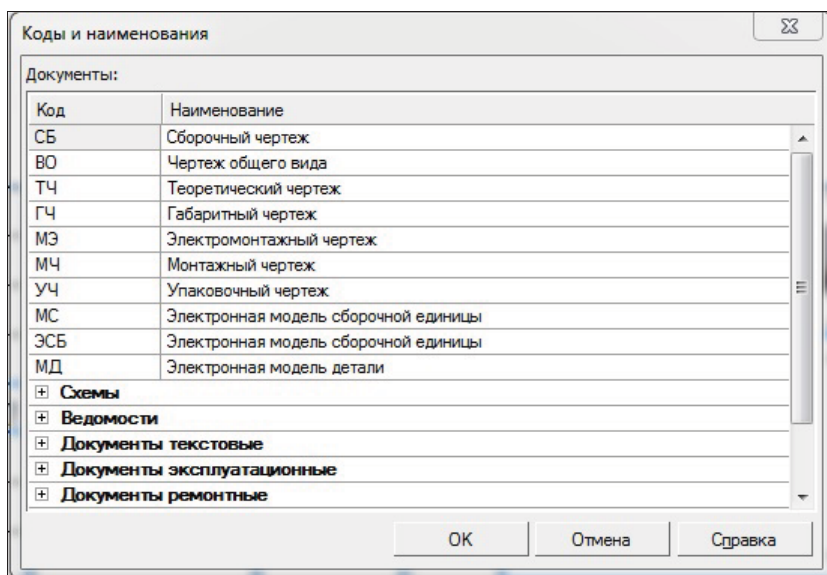 Коды и наименования
Документы:
Код Наименование
СБ Сборочный чертеж
ВО Чертеж общего вида
ТЧ Теоретический чертеж
ГЧ Габаритный чертеж
МЭ Электромонтажный чертеж
МЧ Монтажный чертеж
УЧ Упаковочный чертеж
МС Электронная модель сборочной единицы
ЭСБ Электронная модель сборочной единицы
МД Электронная модель детали
Схемы
Ведомости
Документы текстовые
Документы эксплуатационные
Документы ремонтные
OK Отмена Справка